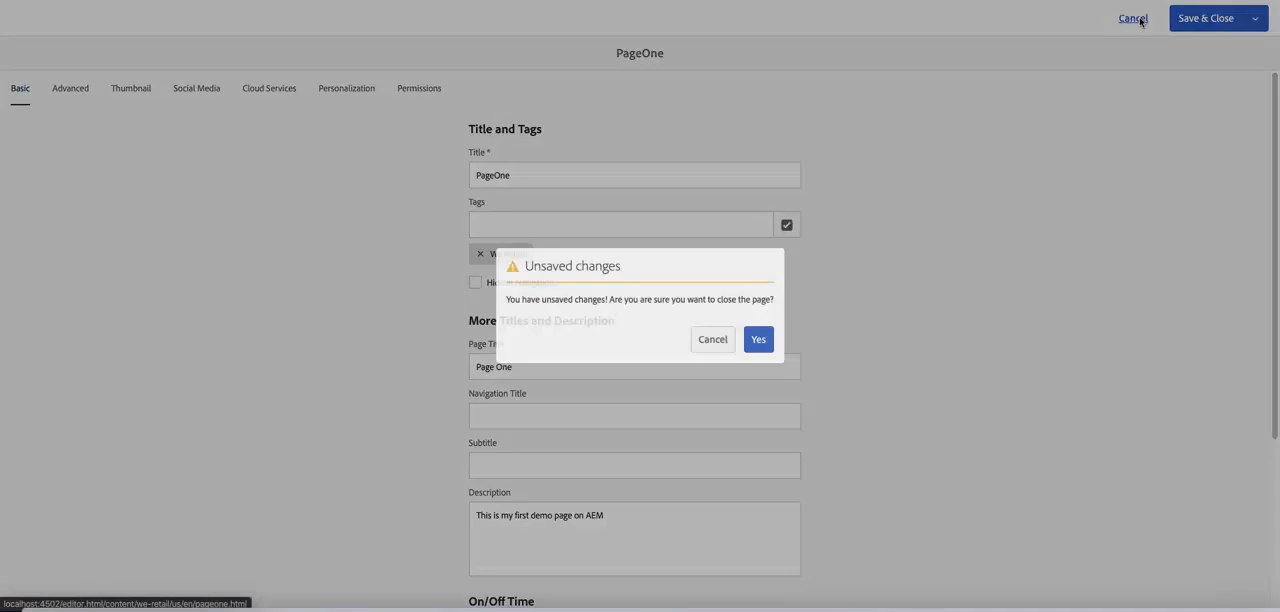 Cancel
Save & Close
PageOne
Basic Advanced Thumbnail Social Media Cloud Services Personalization Permissions
Title and Tags
Title *
PageOne
Tags
Unsaved changes
You have unsaved changes! Are you are sure you want to close the page?
Cancel Yes
More Titles and Description
Page
Page One
Navigation Title
Subtitle
Description
This is my first demo page on AEM
On/Off Time
localhost:4502/editor.html/content/we-retail/us/en/pageone.html